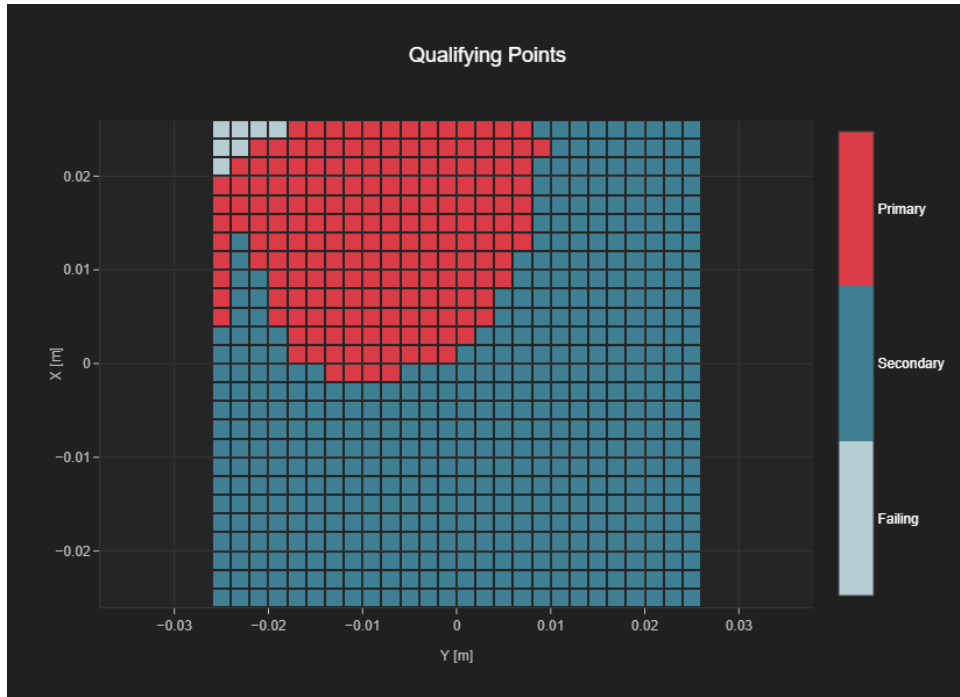 Qualifying Points
X [m]
0.02
0.01
0
−0.01
−0.02
−0.03
−0.02
−0.01
0
0.01
0.02
0.03
Y [m]
Primary
Secondary
Failing